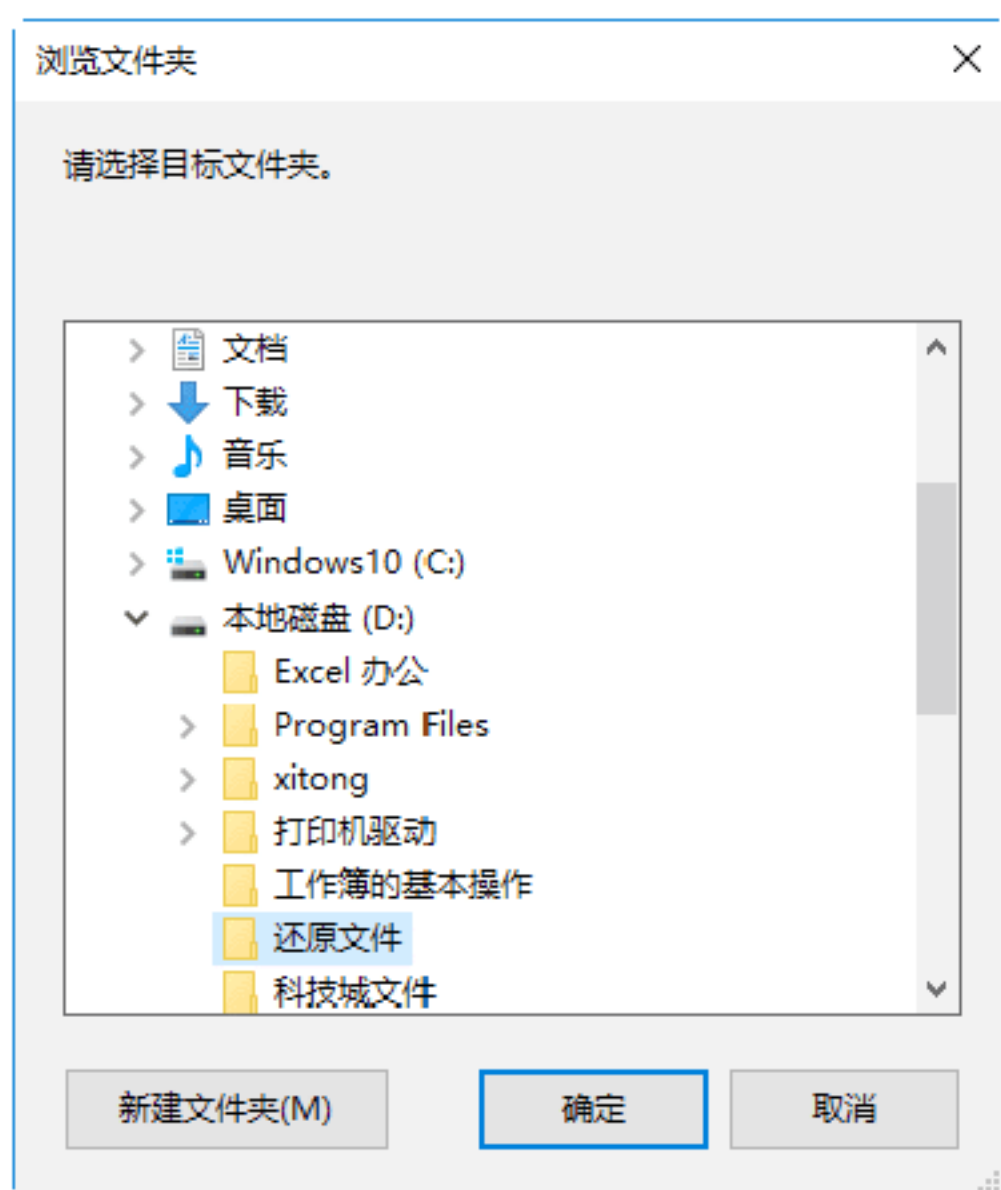 浏览文件夹
请选择目标文件夹。
文档
下载
音乐
桌面
Windows10 (C:)
本地磁盘 (D:)
Excel 办公
Program Files
xitong
打印机驱动
工作簿的基本操作
还原文件
科技城文件
新建文件夹(M)
确定
取消